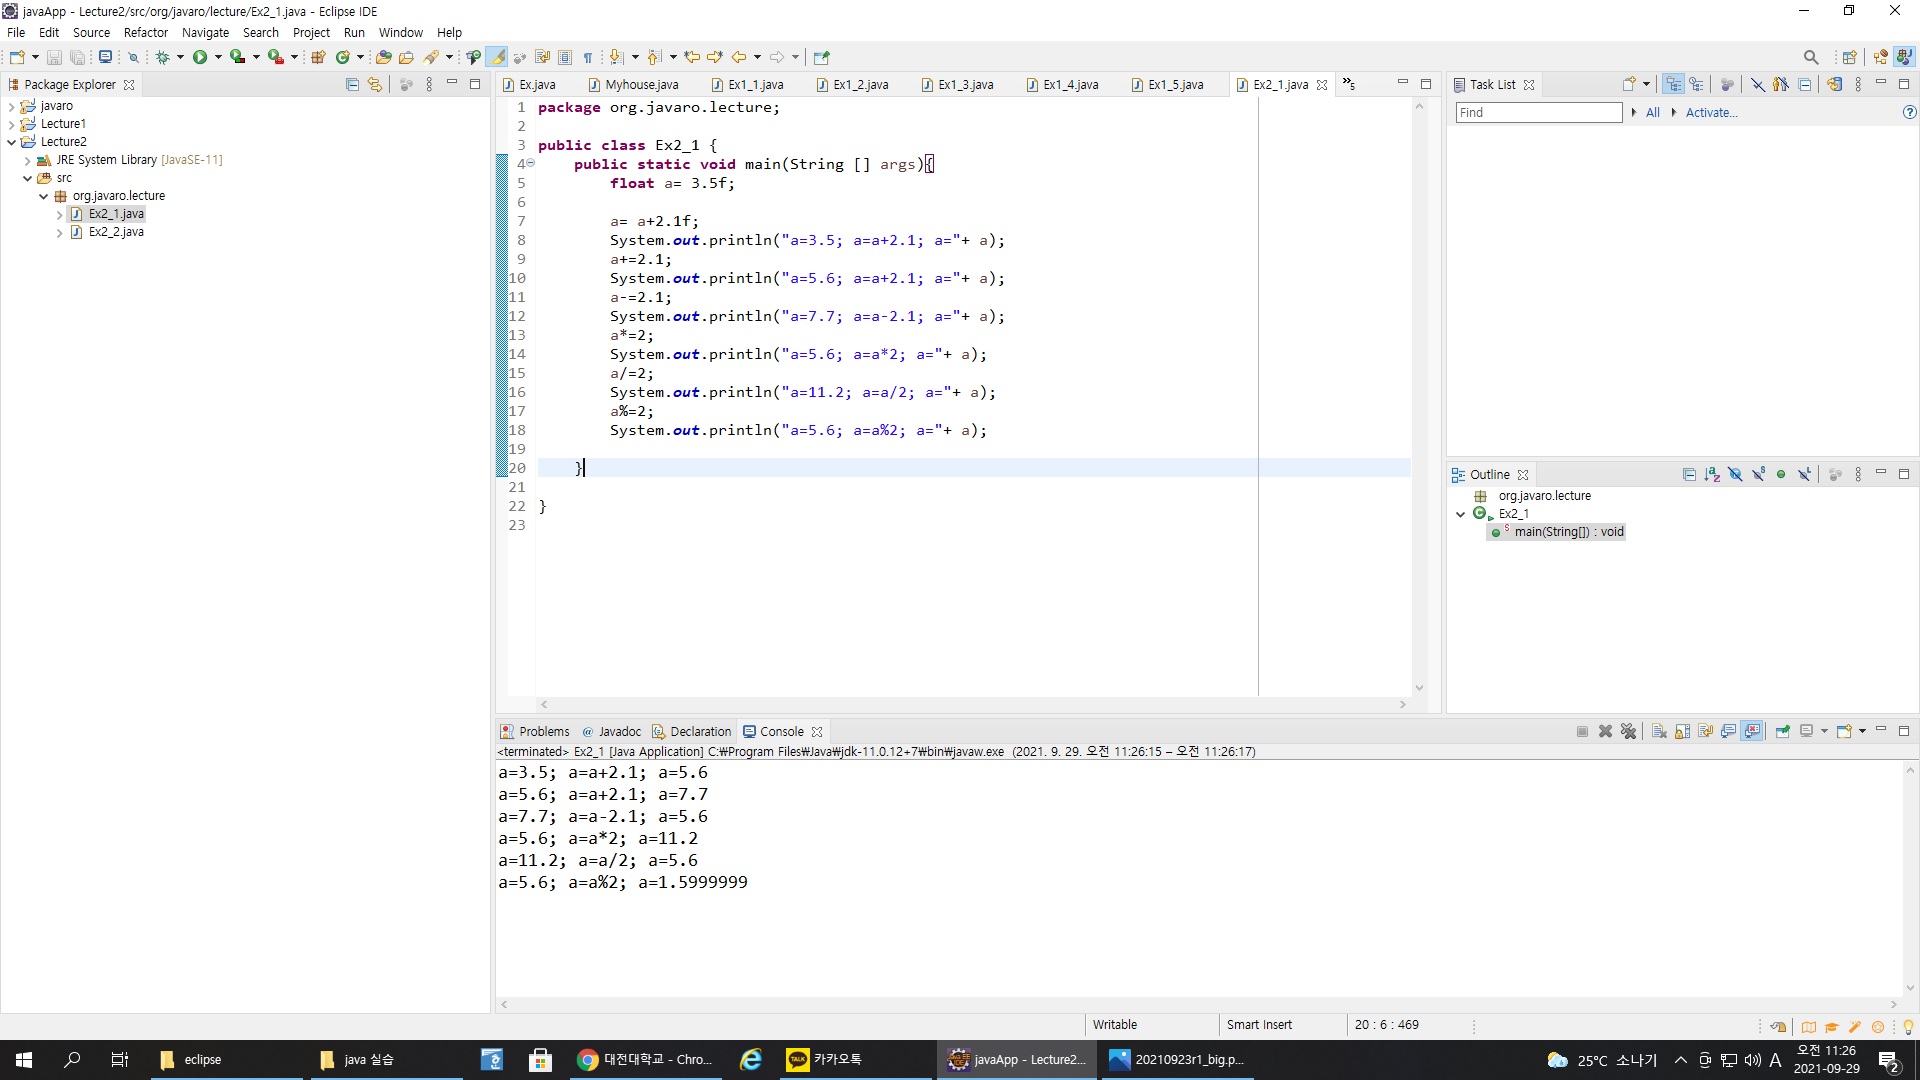 javaApp - Lecture2/src/org/javaro/lecture/Ex2_1.java - Eclipse IDE
File Edit Source Refactor Navigate Search Project Run Window Help
Package Explorer
javaro
Lecture1
Lecture2
JRE System Library [JavaSE-11]
src
org.javaro.lecture
Ex2_1.java
Ex2_2.java
Ex.java Myhouse.java Ex1_1.java Ex1_2.java Ex1_3.java Ex1_4.java Ex1_5.java Ex2_1.java »5
1 package org.javaro.lecture;
2
3 public class Ex2_1 {
4 public static void main(String [] args){
5 float a= 3.5f;
6
7 a= a+2.1f;
8 System.out.println("a=3.5; a=a+2.1; a="+ a);
9 a+=2.1;
10 System.out.println("a=5.6; a=a+2.1; a="+ a);
11 a-=2.1;
12 System.out.println("a=7.7; a=a-2.1; a="+ a);
13 a*=2;
14 System.out.println("a=5.6; a=a*2; a="+ a);
15 a/=2;
16 System.out.println("a=11.2; a=a/2; a="+ a);
17 a%=2;
18 System.out.println("a=5.6; a=a%2; a="+ a);
19
20 }
21
22 }
23
Task List
Find All Activate...
Outline
org.javaro.lecture
Ex2_1
main(String[]) : void
Problems @ Javadoc Declaration Console
<terminated> Ex2_1 [Java Application] C:₩Program Files₩Java₩jdk-11.0.12+7₩bin₩javaw.exe (2021. 9. 29. 오전 11:26:15 – 오전 11:26:17)
a=3.5; a=a+2.1; a=5.6
a=5.6; a=a+2.1; a=7.7
a=7.7; a=a-2.1; a=5.6
a=5.6; a=a*2; a=11.2
a=11.2; a=a/2; a=5.6
a=5.6; a=a%2; a=1.5999999
Writable Smart Insert 20 : 6 : 469
eclipse java 실습 대전대학교 - Chro... TALK 카카오톡 javaApp - Lecture2... 20210923r1_big.p... 25°C 소나기 A 오전 11:26
2021-09-29 2